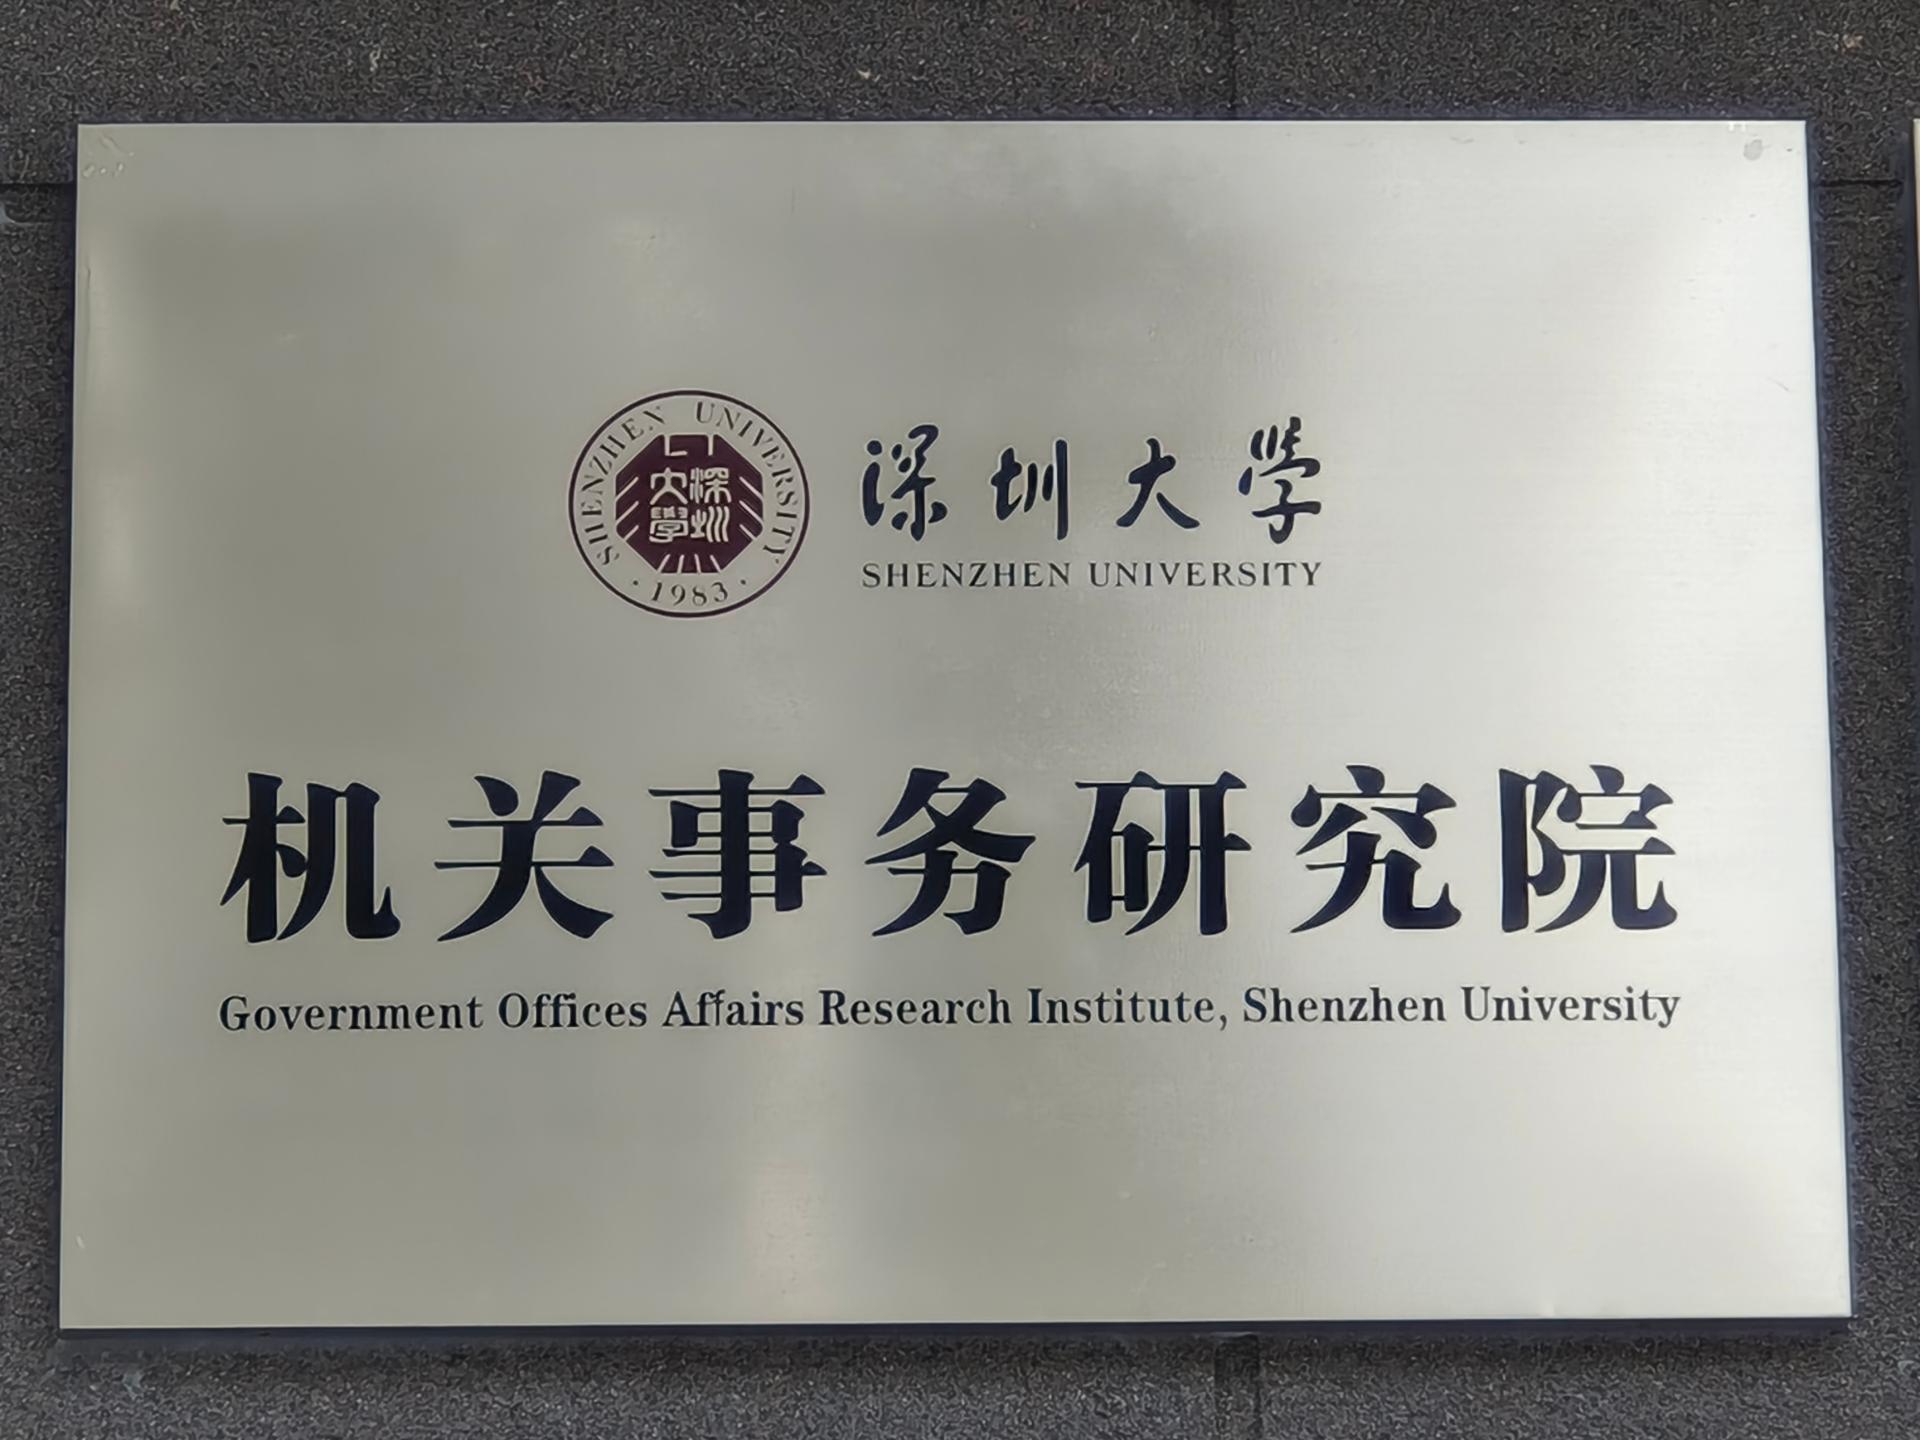 SHENZHEN UNIVERSITY
深圳大學
· 1983 ·
深圳大學
SHENZHEN UNIVERSITY
机关事务研究院
Government Offices Affairs Research Institute, Shenzhen University